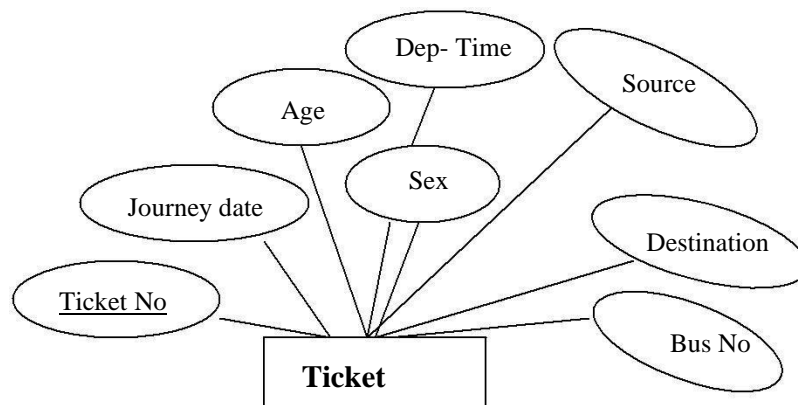 Dep- Time
Source
Age
Sex
Journey date
Destination
Ticket No
Bus No
Ticket